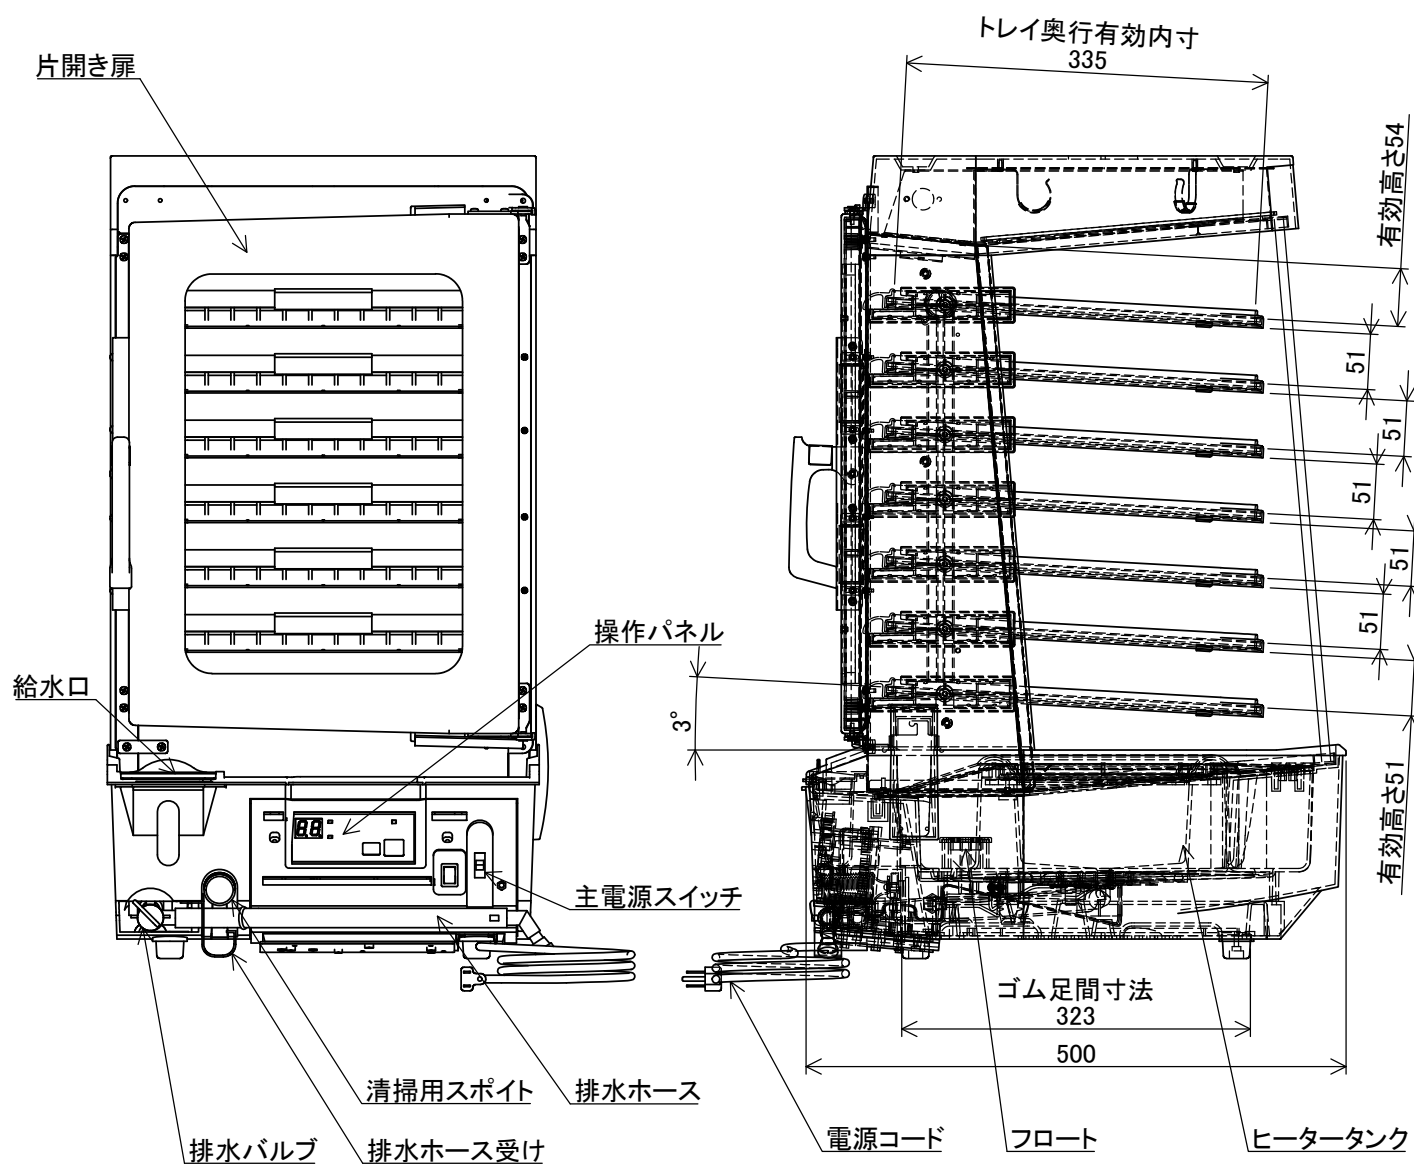 トレイ奥行有効内寸
335
片開き扉
有効高さ54
51
51
51
51
51
有効高さ51
操作パネル
給水口
3°
88
主電源スイッチ
ゴム足間寸法
323
500
清掃用スポイト
排水ホース
排水バルブ
排水ホース受け
電源コード
フロート
ヒータータンク